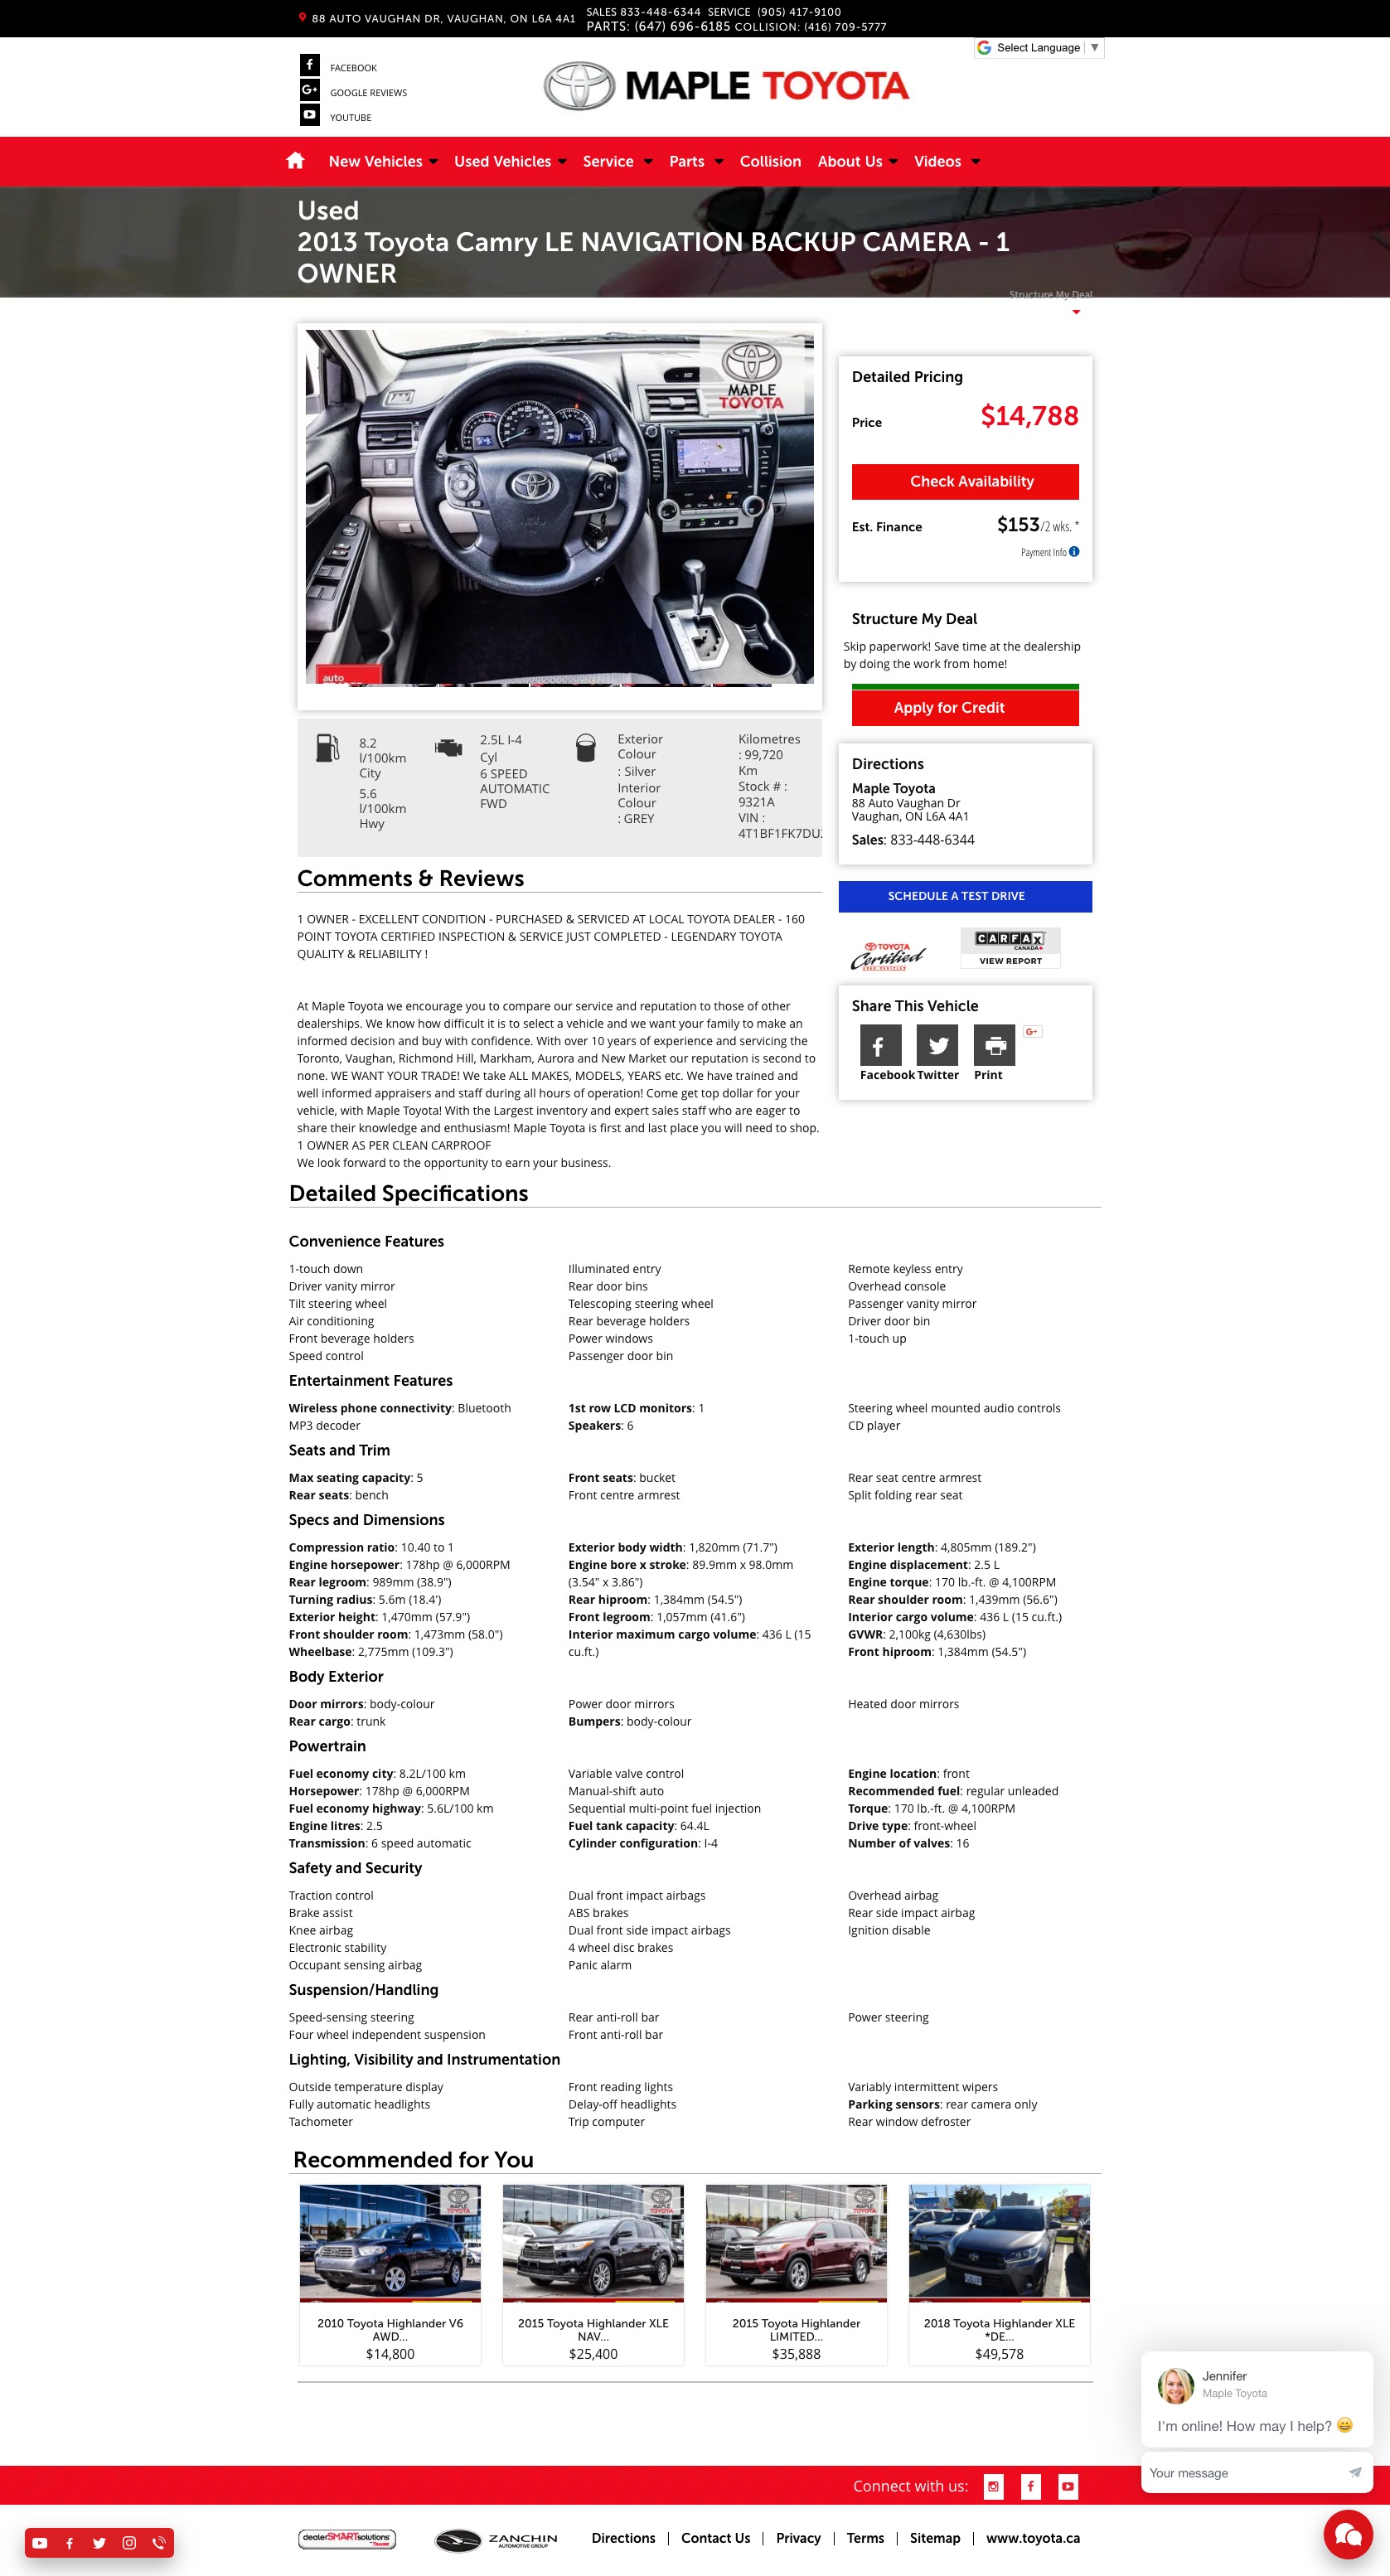 88 AUTO VAUGHAN DR, VAUGHAN, ON L6A 4A1
SALES 833-448-6344 SERVICE (905) 417-9100
PARTS: (647) 696-6185 COLLISION: (416) 709-5777
Select Language ▼
FACEBOOK
GOOGLE REVIEWS
YOUTUBE
MAPLE TOYOTA
New Vehicles Used Vehicles Service Parts Collision About Us Videos
Used
2013 Toyota Camry LE NAVIGATION BACKUP CAMERA - 1
OWNER
Structure My Deal
MAPLE
TOYOTA
auto
Detailed Pricing
Price $14,788
Check Availability
Est. Finance $153/2 wks. *
Payment Info
Structure My Deal
Skip paperwork! Save time at the dealership
by doing the work from home!
Apply for Credit
8.2
l/100km
City
5.6
l/100km
Hwy
2.5L I-4
Cyl
6 SPEED
AUTOMATIC
FWD
Exterior
Colour
: Silver
Interior
Colour
: GREY
Kilometres
: 99,720
Km
Stock # :
9321A
VIN :
4T1BF1FK7DU
Directions
Maple Toyota
88 Auto Vaughan Dr
Vaughan, ON L6A 4A1
Sales: 833-448-6344
SCHEDULE A TEST DRIVE
TOYOTA
Certified
USED VEHICLES
CARFAX
CANADA
VIEW REPORT
Share This Vehicle
G+
Facebook Twitter Print
Comments & Reviews
1 OWNER - EXCELLENT CONDITION - PURCHASED & SERVICED AT LOCAL TOYOTA DEALER - 160
POINT TOYOTA CERTIFIED INSPECTION & SERVICE JUST COMPLETED - LEGENDARY TOYOTA
QUALITY & RELIABILITY !
At Maple Toyota we encourage you to compare our service and reputation to those of other
dealerships. We know how difficult it is to select a vehicle and we want your family to make an
informed decision and buy with confidence. With over 10 years of experience and servicing the
Toronto, Vaughan, Richmond Hill, Markham, Aurora and New Market our reputation is second to
none. WE WANT YOUR TRADE! We take ALL MAKES, MODELS, YEARS etc. We have trained and
well informed appraisers and staff during all hours of operation! Come get top dollar for your
vehicle, with Maple Toyota! With the Largest inventory and expert sales staff who are eager to
share their knowledge and enthusiasm! Maple Toyota is first and last place you will need to shop.
1 OWNER AS PER CLEAN CARPROOF
We look forward to the opportunity to earn your business.
Detailed Specifications
Convenience Features
1-touch down Illuminated entry Remote keyless entry
Driver vanity mirror Rear door bins Overhead console
Tilt steering wheel Telescoping steering wheel Passenger vanity mirror
Air conditioning Rear beverage holders Driver door bin
Front beverage holders Power windows 1-touch up
Speed control Passenger door bin
Entertainment Features
Wireless phone connectivity: Bluetooth 1st row LCD monitors: 1 Steering wheel mounted audio controls
MP3 decoder Speakers: 6 CD player
Seats and Trim
Max seating capacity: 5 Front seats: bucket Rear seat centre armrest
Rear seats: bench Front centre armrest Split folding rear seat
Specs and Dimensions
Compression ratio: 10.40 to 1 Exterior body width: 1,820mm (71.7") Exterior length: 4,805mm (189.2")
Engine horsepower: 178hp @ 6,000RPM Engine bore x stroke: 89.9mm x 98.0mm Engine displacement: 2.5 L
Rear legroom: 989mm (38.9") (3.54" x 3.86") Engine torque: 170 lb.-ft. @ 4,100RPM
Turning radius: 5.6m (18.4') Rear hiproom: 1,384mm (54.5") Rear shoulder room: 1,439mm (56.6")
Exterior height: 1,470mm (57.9") Front legroom: 1,057mm (41.6") Interior cargo volume: 436 L (15 cu.ft.)
Front shoulder room: 1,473mm (58.0") Interior maximum cargo volume: 436 L (15 GVWR: 2,100kg (4,630lbs)
Wheelbase: 2,775mm (109.3") cu.ft.) Front hiproom: 1,384mm (54.5")
Body Exterior
Door mirrors: body-colour Power door mirrors Heated door mirrors
Rear cargo: trunk Bumpers: body-colour
Powertrain
Fuel economy city: 8.2L/100 km Variable valve control Engine location: front
Horsepower: 178hp @ 6,000RPM Manual-shift auto Recommended fuel: regular unleaded
Fuel economy highway: 5.6L/100 km Sequential multi-point fuel injection Torque: 170 lb.-ft. @ 4,100RPM
Engine litres: 2.5 Fuel tank capacity: 64.4L Drive type: front-wheel
Transmission: 6 speed automatic Cylinder configuration: I-4 Number of valves: 16
Safety and Security
Traction control Dual front impact airbags Overhead airbag
Brake assist ABS brakes Rear side impact airbag
Knee airbag Dual front side impact airbags Ignition disable
Electronic stability 4 wheel disc brakes
Occupant sensing airbag Panic alarm
Suspension/Handling
Speed-sensing steering Rear anti-roll bar Power steering
Four wheel independent suspension Front anti-roll bar
Lighting, Visibility and Instrumentation
Outside temperature display Front reading lights Variably intermittent wipers
Fully automatic headlights Delay-off headlights Parking sensors: rear camera only
Tachometer Trip computer Rear window defroster
Recommended for You
MAPLE TOYOTA
MAPLE TOYOTA
MAPLE TOYOTA
2010 Toyota Highlander V6
AWD...
$14,800
2015 Toyota Highlander XLE
NAV...
$25,400
2015 Toyota Highlander
LIMITED...
$35,888
2018 Toyota Highlander XLE
*DE...
$49,578
Jennifer
Maple Toyota
I'm online! How may I help? 😀
Your message
Connect with us:
dealerSMARTsolutions
ZANCHIN
AUTOMOTIVE GROUP
Directions | Contact Us | Privacy | Terms | Sitemap | www.toyota.ca